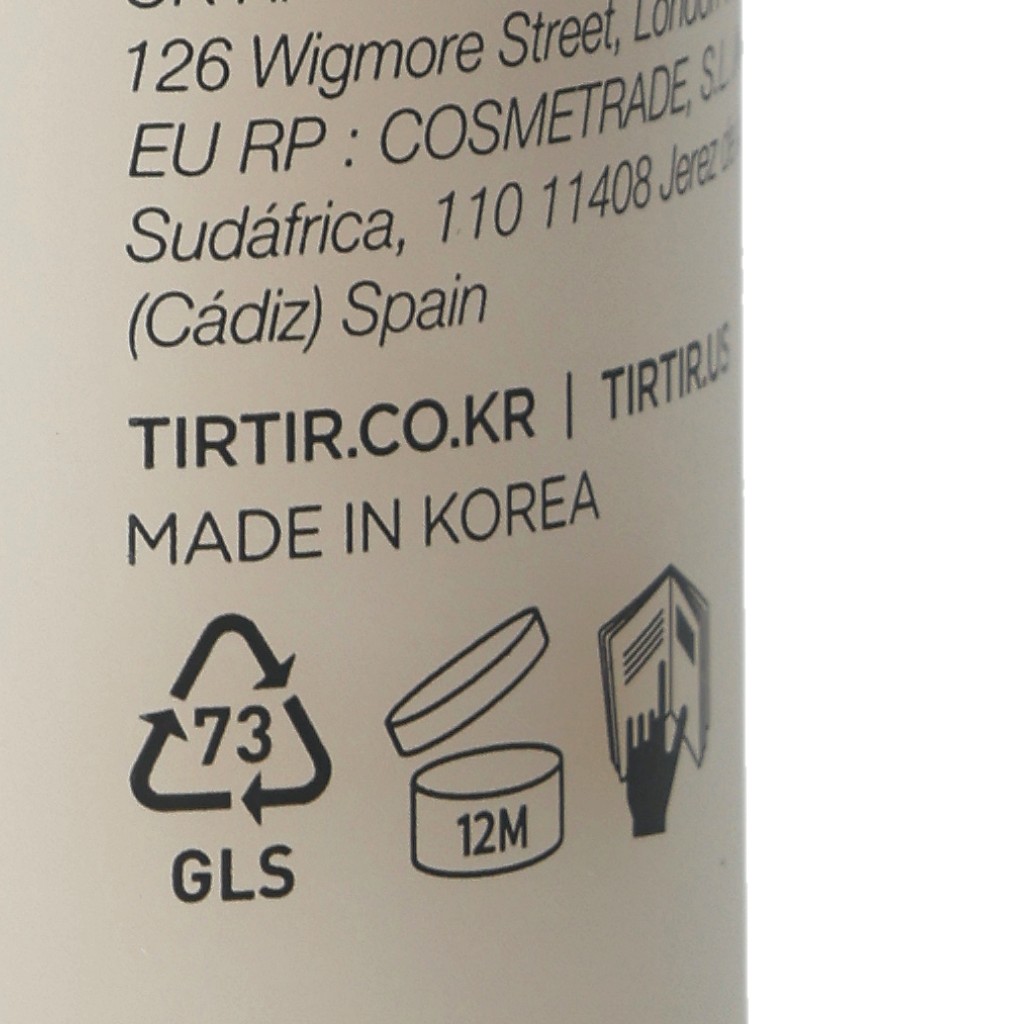 126 Wigmore Street,
EU RP : COSMETRADE,
Sudáfrica, 110 11408 Jerez
(Cádiz) Spain
TIRTIR.CO.KR | TIRTIR.US
MADE IN KOREA
73
12M
GLS